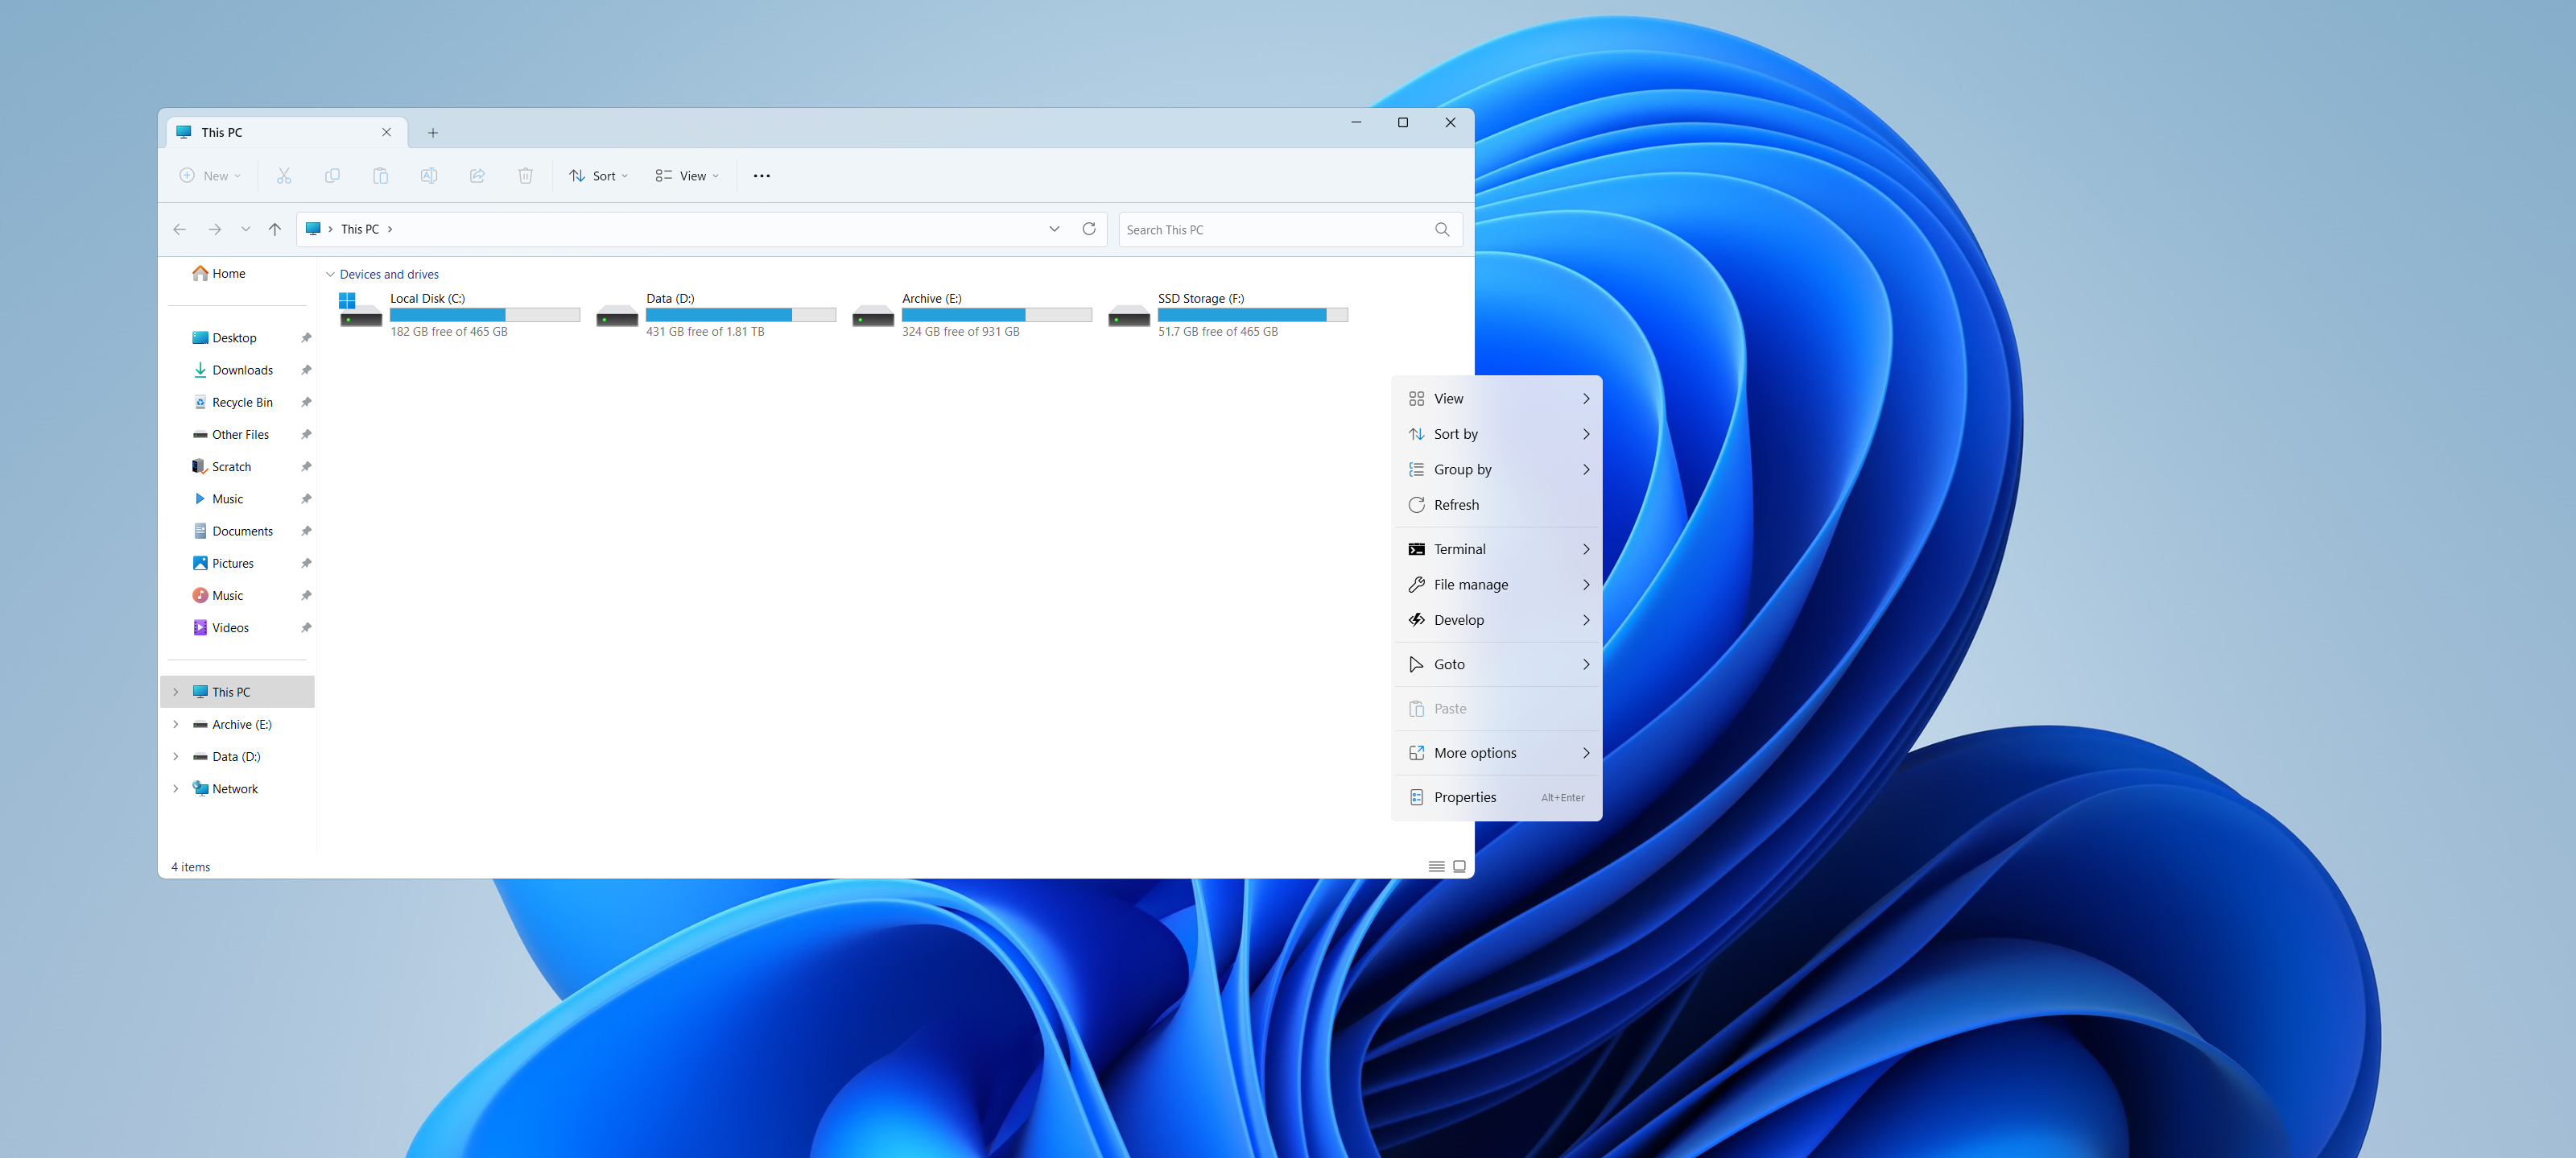 This PC
New
Sort
View
This PC
Search This PC
Home
Desktop
Downloads
Recycle Bin
Other Files
Scratch
Music
Documents
Pictures
Music
Videos
This PC
Archive (E:)
Data (D:)
Network
Devices and drives
Local Disk (C:)
182 GB free of 465 GB
Data (D:)
431 GB free of 1.81 TB
Archive (E:)
324 GB free of 931 GB
SSD Storage (F:)
51.7 GB free of 465 GB
View
Sort by
Group by
Refresh
Terminal
File manage
Develop
Goto
Paste
More options
Properties Alt+Enter
4 items